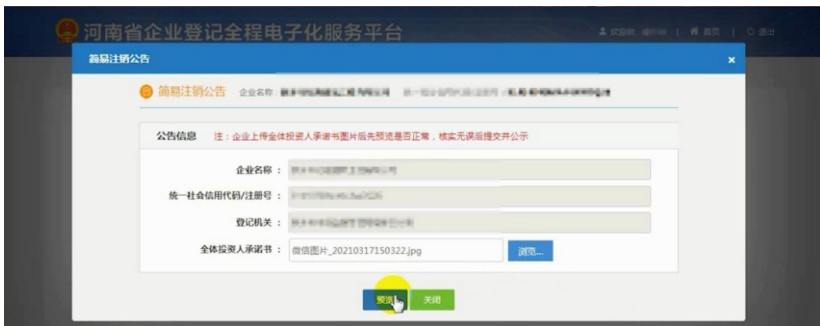 河南省企业登记全程电子化服务平台
首页 | 退出
简易注销公告 ×
简易注销公告 企业名称
公告信息 注：企业上传全体投资人承诺书图片后先预览是否正常，核实无误后提交并公示
企业名称：
统一社会信用代码/注册号：
登记机关：
全体投资人承诺书： 微信图片_20210317150322.jpg 浏览...
预览 关闭